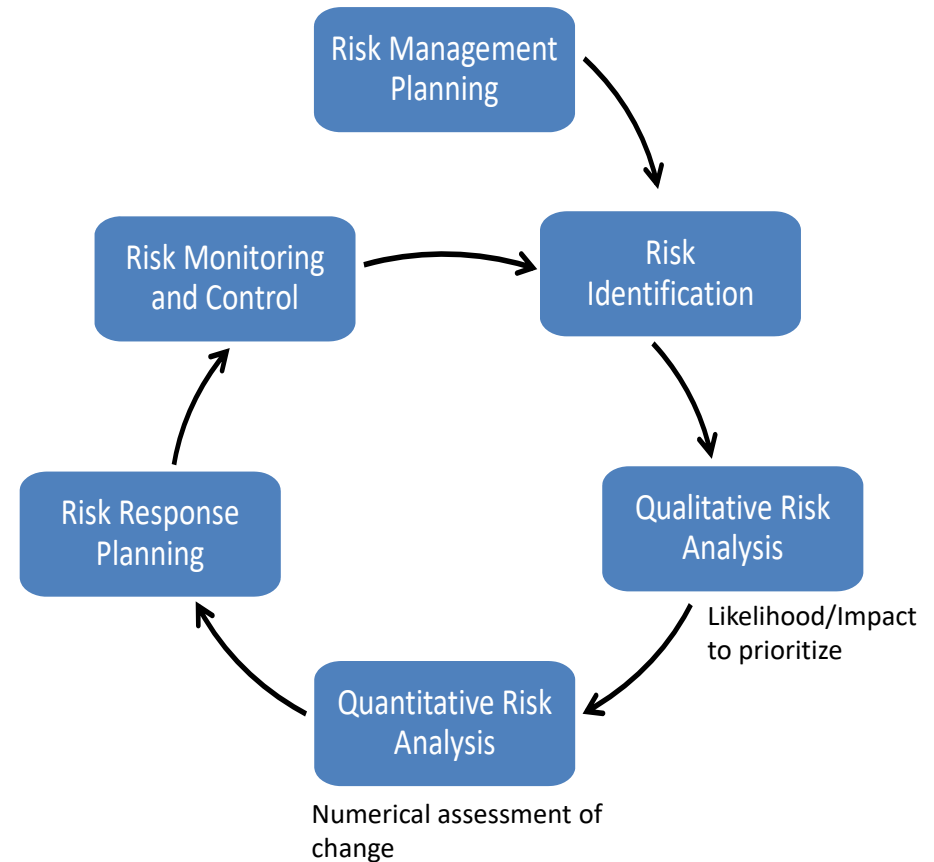 Risk Management
Planning
Risk Monitoring
and Control
Risk
Identification
Risk Response
Planning
Qualitative Risk
Analysis
Likelihood/Impact
to prioritize
Quantitative Risk
Analysis
Numerical assessment of
change